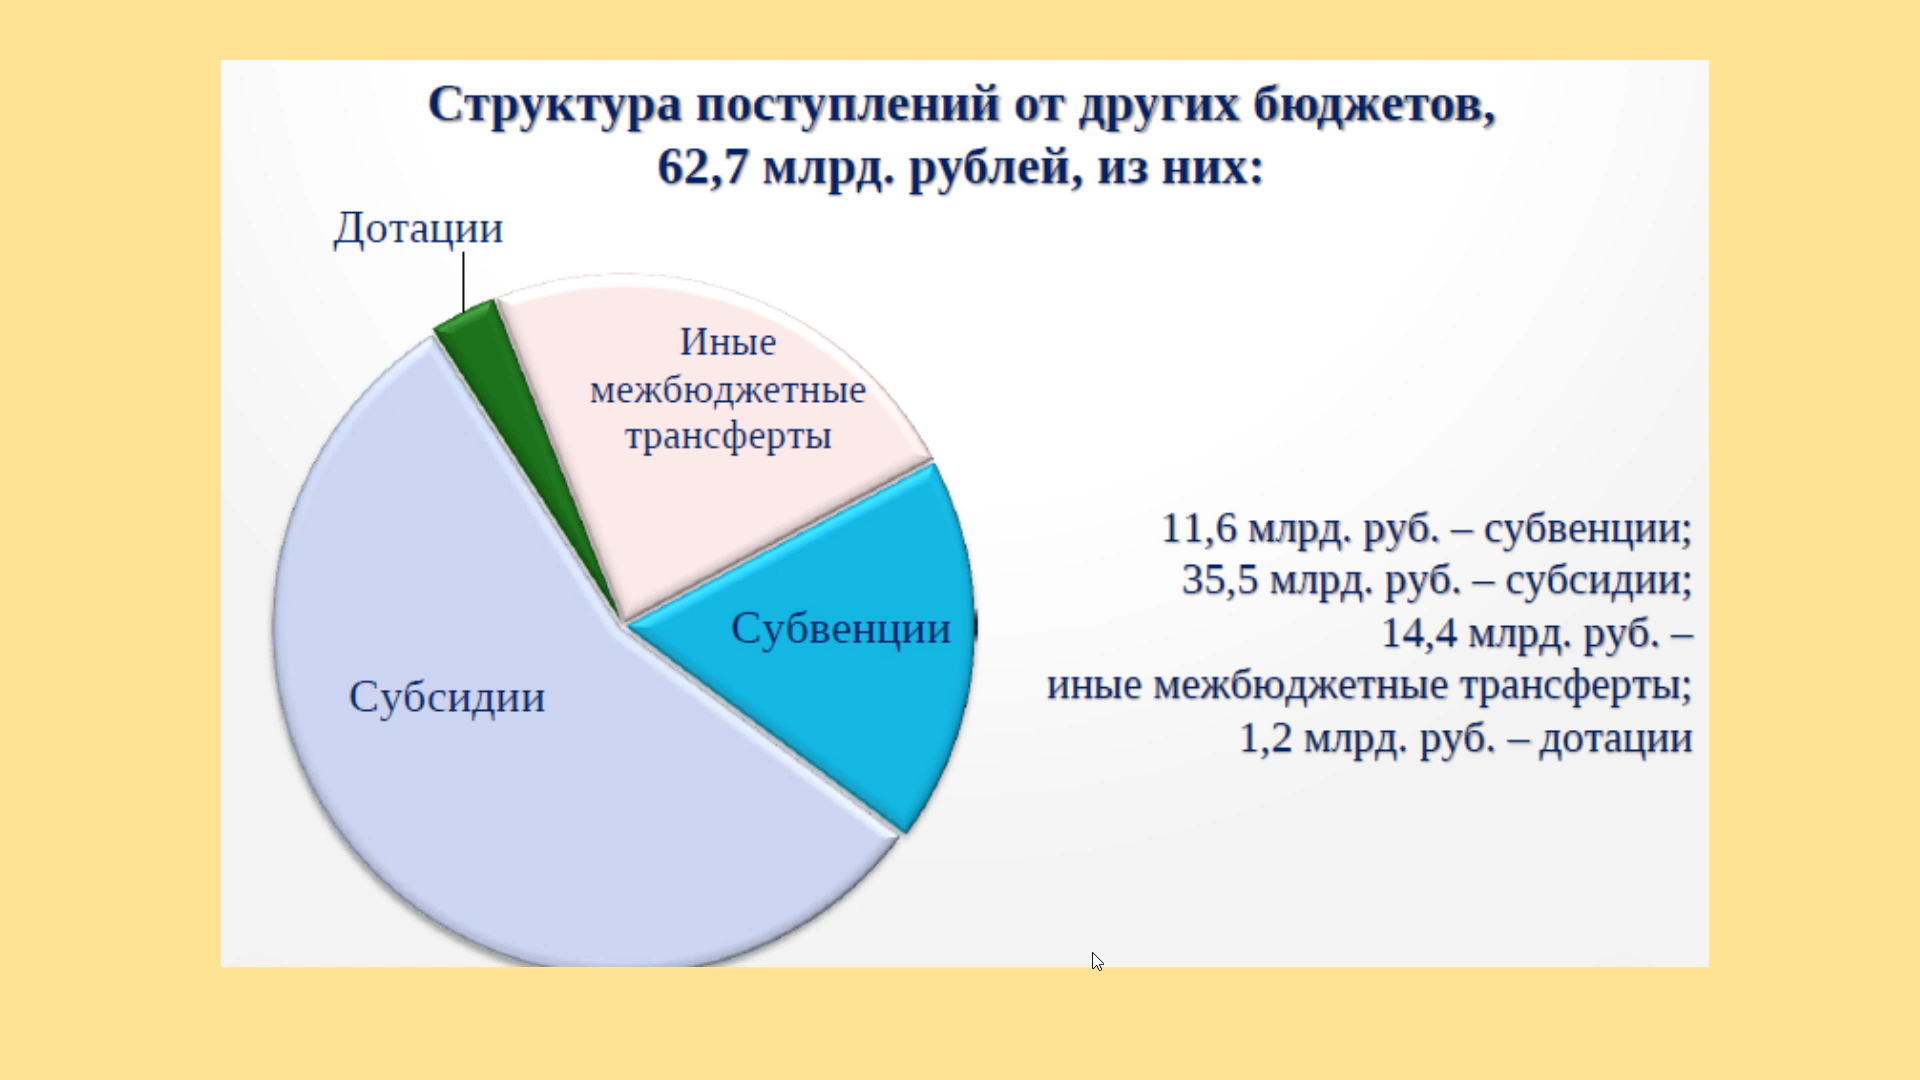 Структура поступлений от других бюджетов,
62,7 млрд. рублей, из них:
Дотации
Иные
межбюджетные
трансферты
Субвенции
Субсидии
11,6 млрд. руб. – субвенции;
35,5 млрд. руб. – субсидии;
14,4 млрд. руб. –
иные межбюджетные трансферты;
1,2 млрд. руб. – дотации